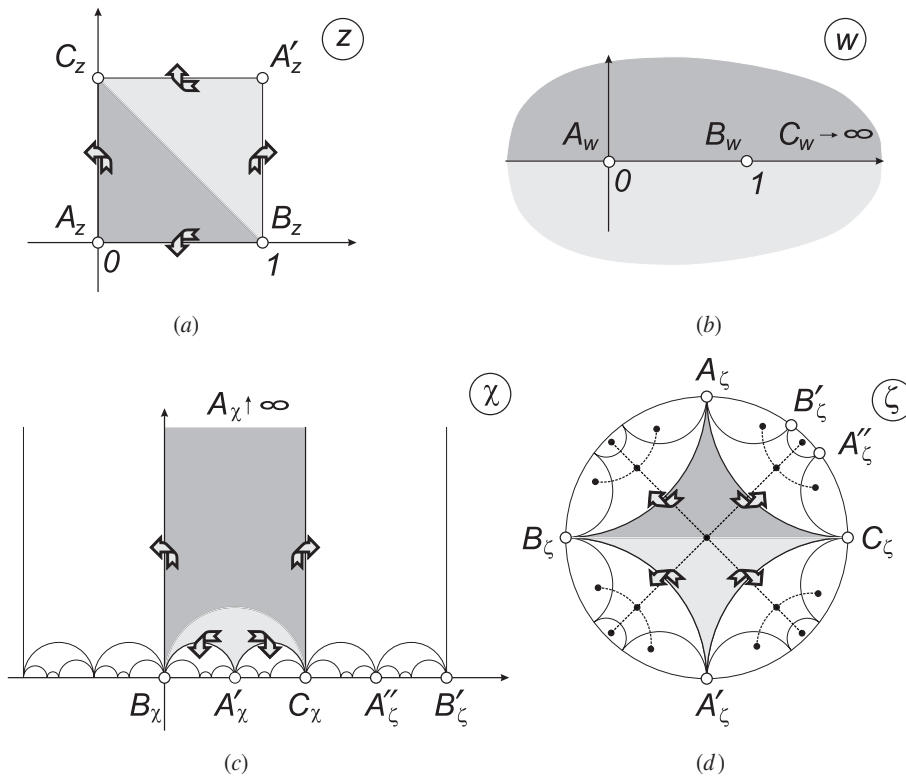 C_z A′_z z
A_z B_z
0 1
(a)
w
A_w B_w C_w → ∞
0 1
(b)
A_χ ↑ ∞ χ
B_χ A′_χ C_χ A″_ζ B′_ζ
(c)
A_ζ ζ
B′_ζ
A″_ζ
B_ζ C_ζ
A′_ζ
(d)